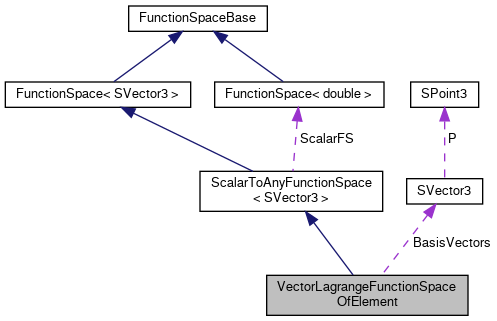 FunctionSpaceBase
FunctionSpace< SVector3 >
FunctionSpace< double >
SPoint3
ScalarFS
P
ScalarToAnyFunctionSpace
< SVector3 >
SVector3
BasisVectors
VectorLagrangeFunctionSpace
OfElement